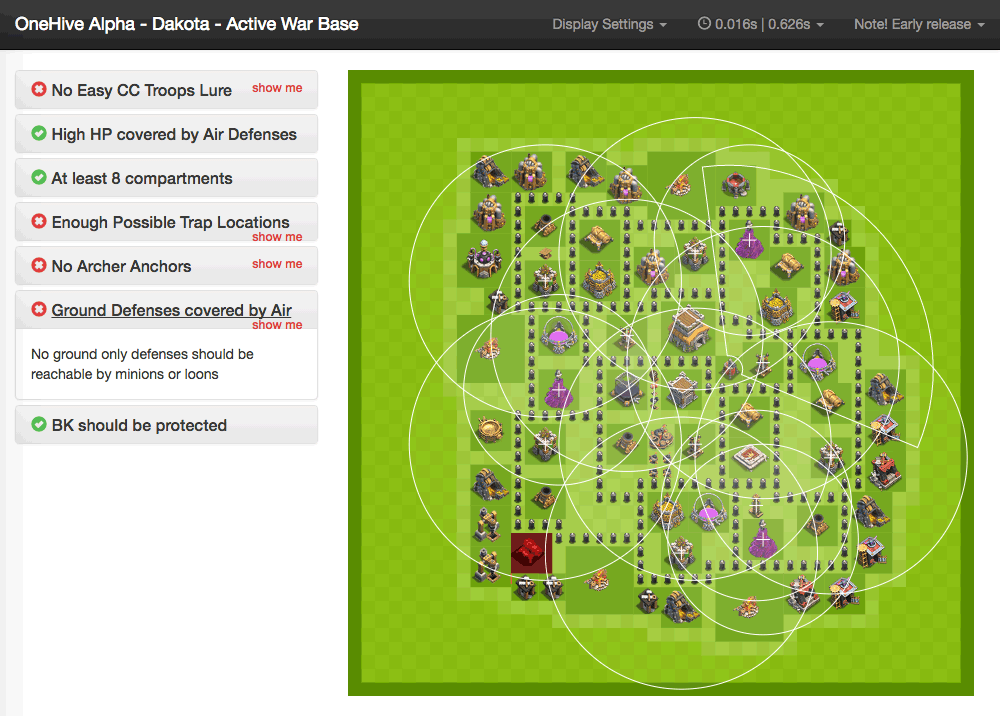 OneHive Alpha - Dakota - Active War Base
Display Settings
0.016s | 0.626s
Note! Early release
No Easy CC Troops Lure
show me
High HP covered by Air Defenses
At least 8 compartments
Enough Possible Trap Locations
show me
No Archer Anchors
show me
Ground Defenses covered by Air
show me
No ground only defenses should be
reachable by minions or loons
BK should be protected